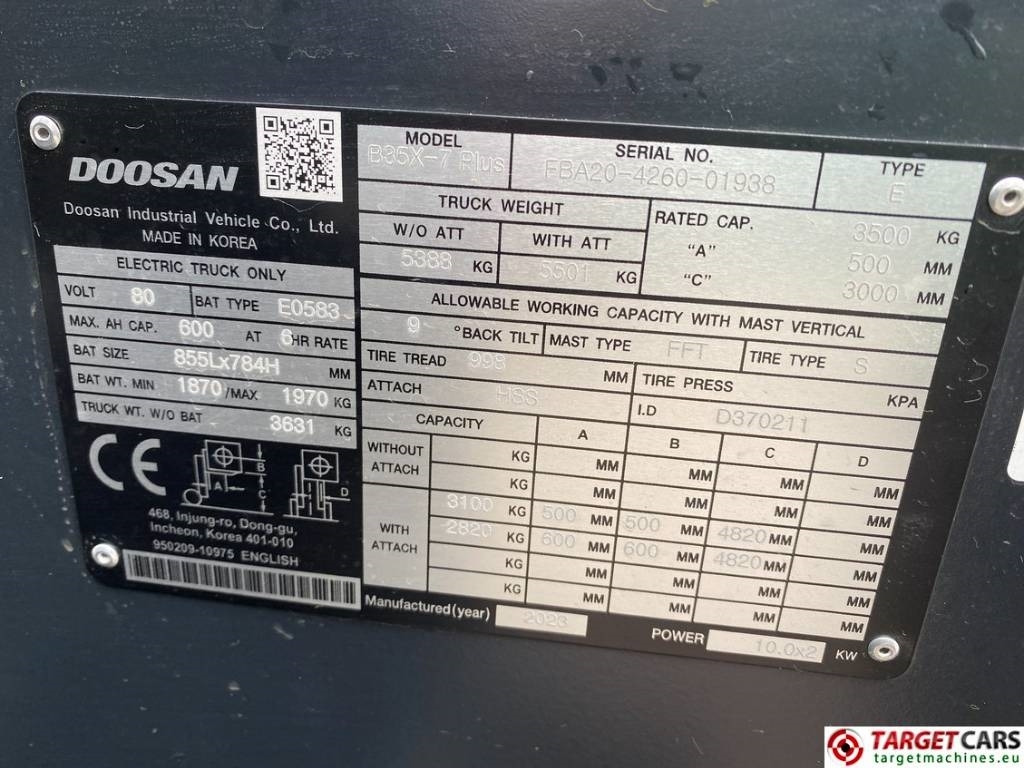 DOOSAN
Doosan Industrial Vehicle Co., Ltd.
MADE IN KOREA
ELECTRIC TRUCK ONLY
VOLT 80 BAT TYPE E0583
MAX. AH CAP. 600 AT 6HR RATE
BAT SIZE 855Lx784H MM
BAT WT. MIN 1870 /MAX 1970 KG
TRUCK WT. W/O BAT 3631 KG
CE
A B C D
468, Injung-ro, Dong-gu,
Incheon, Korea 401-010
950209-10975 ENGLISH
MODEL SERIAL NO. TYPE
B35X-7 Plus FBA20-4260-01938 E
TRUCK WEIGHT
W/O ATT WITH ATT
5388 KG 5501 KG
RATED CAP. 3500 KG
"A" 500 MM
"C" 3000 MM
ALLOWABLE WORKING CAPACITY WITH MAST VERTICAL
9 °BACK TILT MAST TYPE FFT TIRE TYPE S
TIRE TREAD 998 MM TIRE PRESS KPA
ATTACH HSS I.D D370211
CAPACITY A B C D
WITHOUT ATTACH KG MM MM MM MM
KG MM MM MM MM
WITH ATTACH 3100 KG 500 MM 500 MM 4820 MM MM
2820 KG 600 MM 600 MM 4820 MM MM
KG MM MM MM MM
KG MM MM MM MM
Manufactured (year) 2023 POWER 10.0x2 KW
TARGETCARS
targetmachines.eu